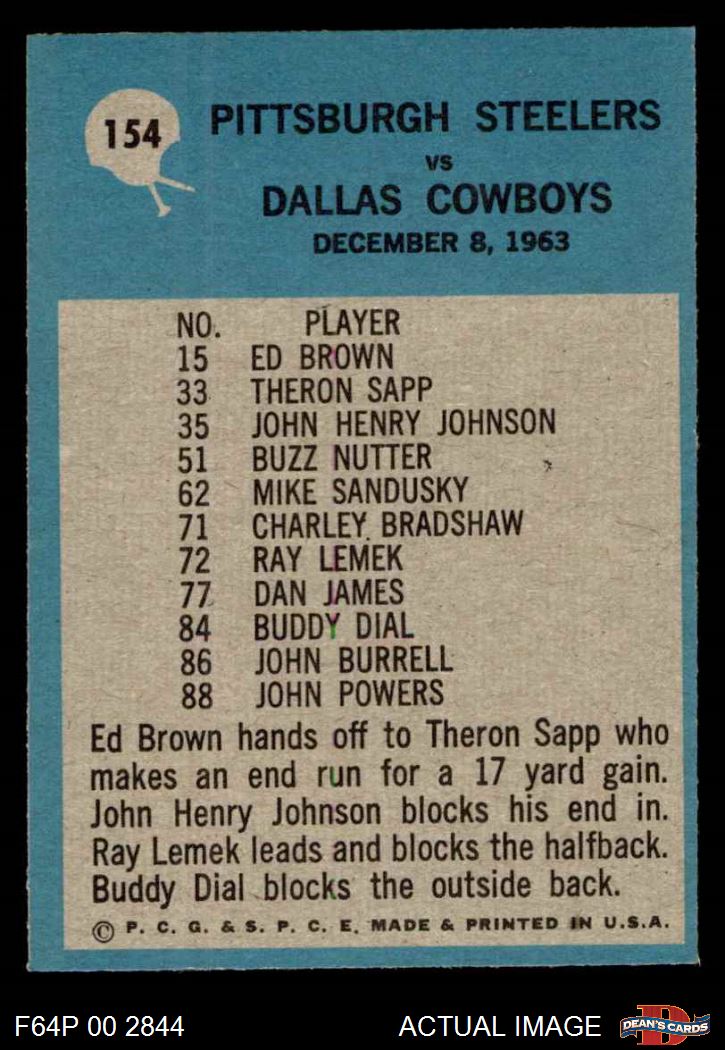 154
PITTSBURGH STEELERS
VS
DALLAS COWBOYS
DECEMBER 8, 1963
NO. PLAYER
15 ED BROWN
33 THERON SAPP
35 JOHN HENRY JOHNSON
51 BUZZ NUTTER
62 MIKE SANDUSKY
71 CHARLEY BRADSHAW
72 RAY LEMEK
77 DAN JAMES
84 BUDDY DIAL
86 JOHN BURRELL
88 JOHN POWERS
Ed Brown hands off to Theron Sapp who
makes an end run for a 17 yard gain.
John Henry Johnson blocks his end in.
Ray Lemek leads and blocks the halfback.
Buddy Dial blocks the outside back.
© P. C. G. & S. P. C. E. MADE & PRINTED IN U.S.A.
F64P 00 2844 ACTUAL IMAGE
D
DEAN'S CARDS